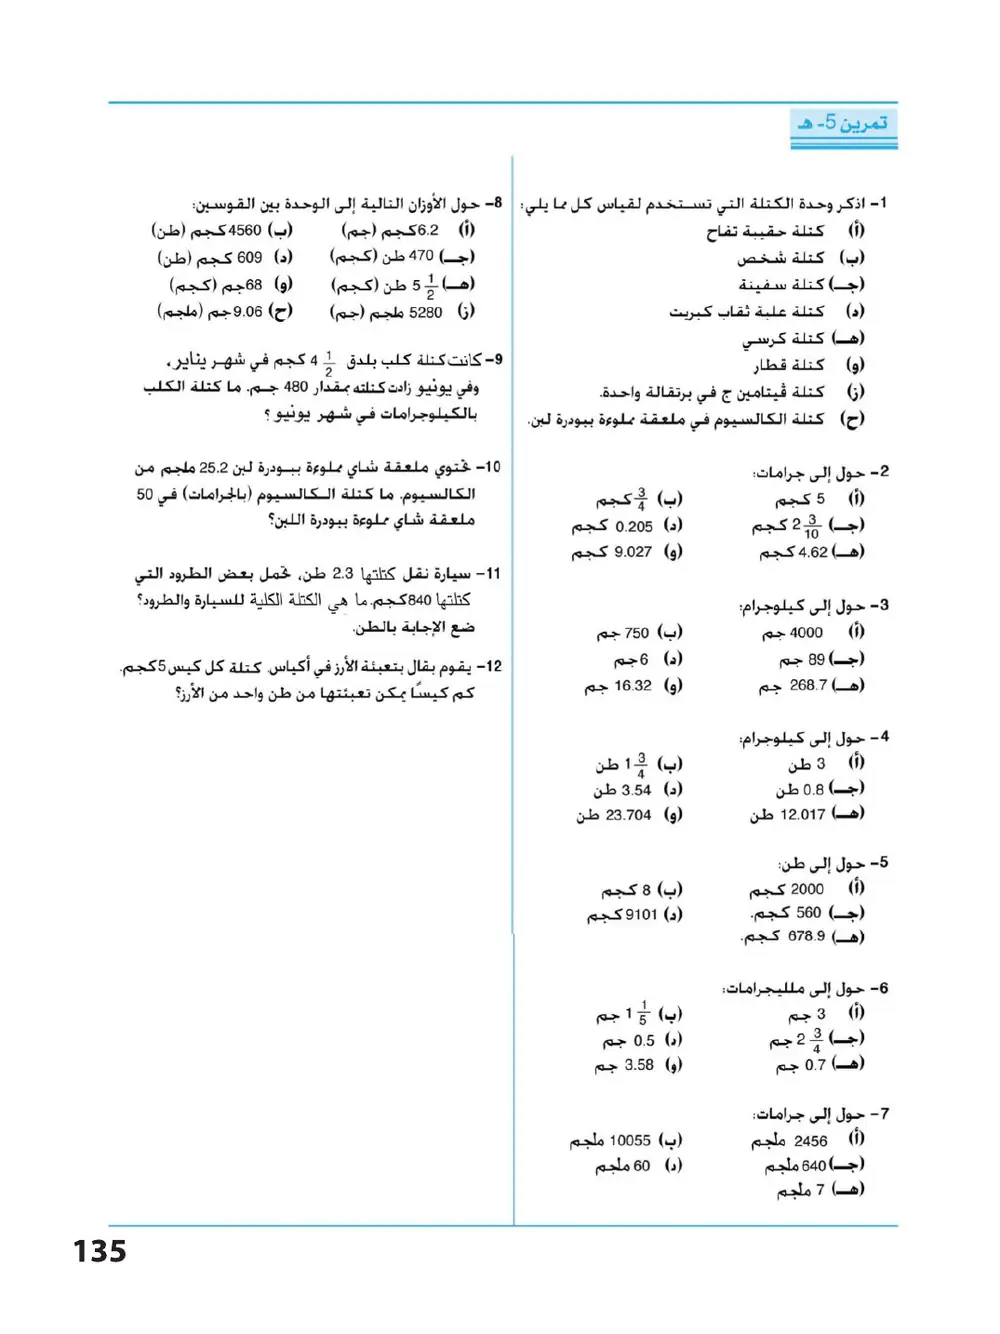 تمرين 5- هـ
1- اذكر وحدة الكتلة التي تستخدم لقياس كل مما يلي:
(أ) كتلة حقيبة تفاح
(ب) كتلة شخص
(جـ) كتلة سفينة
(د) كتلة علبة ثقاب كبريت
(هـ) كتلة كرسي
(و) كتلة قطار
(ز) كتلة ڤيتامين ج في برتقالة واحدة.
(ح) كتلة الكالسيوم في ملعقة مملوءة ببودرة لبن.
2- حول إلى جرامات:
(أ) 5 كجم (ب) 3/4 كجم
(جـ) 2 3/10 كجم (د) 0.205 كجم
(هـ) 4.62 كجم (و) 9.027 كجم
3- حول إلى كيلوجرام:
(أ) 4000 جم (ب) 750 جم
(جـ) 89 جم (د) 6 جم
(هـ) 268.7 جم (و) 16.32 جم
4- حول إلى كيلوجرام:
(أ) 3 طن (ب) 1 3/4 طن
(جـ) 0.8 طن (د) 3.54 طن
(هـ) 12.017 طن (و) 23.704 طن
5- حول إلى طن:
(أ) 2000 كجم (ب) 8 كجم
(جـ) 560 كجم. (د) 9101 كجم
(هـ) 678.9 كجم.
6- حول إلى ملليجرامات:
(أ) 3 جم (ب) 1 1/5 جم
(جـ) 2 3/4 جم (د) 0.5 جم
(هـ) 0.7 جم (و) 3.58 جم
7- حول إلى جرامات:
(أ) 2456 ملجم (ب) 10055 ملجم
(جـ) 640 ملجم (د) 60 ملجم
(هـ) 7 ملجم
8- حول الأوزان التالية إلى الوحدة بين القوسين:
(أ) 6.2 كجم (جم) (ب) 4560 كجم (طن)
(جـ) 470 طن (كجم) (د) 609 كجم (طن)
(هـ) 5 1/2 طن (كجم) (و) 68 جم (كجم)
(ز) 5280 ملجم (جم) (ح) 9.06 جم (ملجم)
9- كانت كتلة كلب بلدق 4 1/2 كجم في شهر يناير،
وفي يونيو زادت كتلته بمقدار 480 جم. ما كتلة الكلب
بالكيلوجرامات في شهر يونيو ؟
10- تحتوي ملعقة شاي مملوءة ببودرة لبن 25.2 ملجم من
الكالسيوم. ما كتلة الكالسيوم (بالجرامات) في 50
ملعقة شاي مملوءة ببودرة اللبن؟
11- سيارة نقل كتلتها 2.3 طن، تحمل بعض الطرود التي
كتلتها 840 كجم. ما هي الكتلة الكلية للسيارة والطرود؟
ضع الإجابة بالطن.
12- يقوم بقال بتعبئة الأرز في أكياس. كتلة كل كيس 5 كجم.
كم كيسًا يمكن تعبئتها من طن واحد من الأرز؟
135